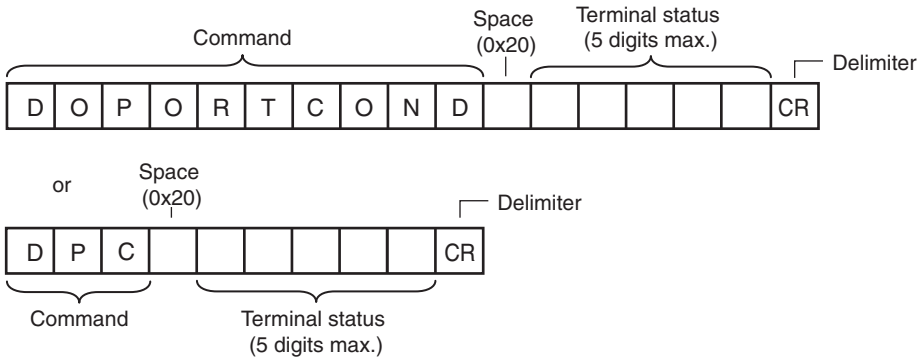 Space
Terminal status
Command
(0x20)
(5 digits max.)
Delimiter
D O P O R T C O N D CR
or
Space
(0x20)
Delimiter
D P C CR
Command
Terminal status
(5 digits max.)